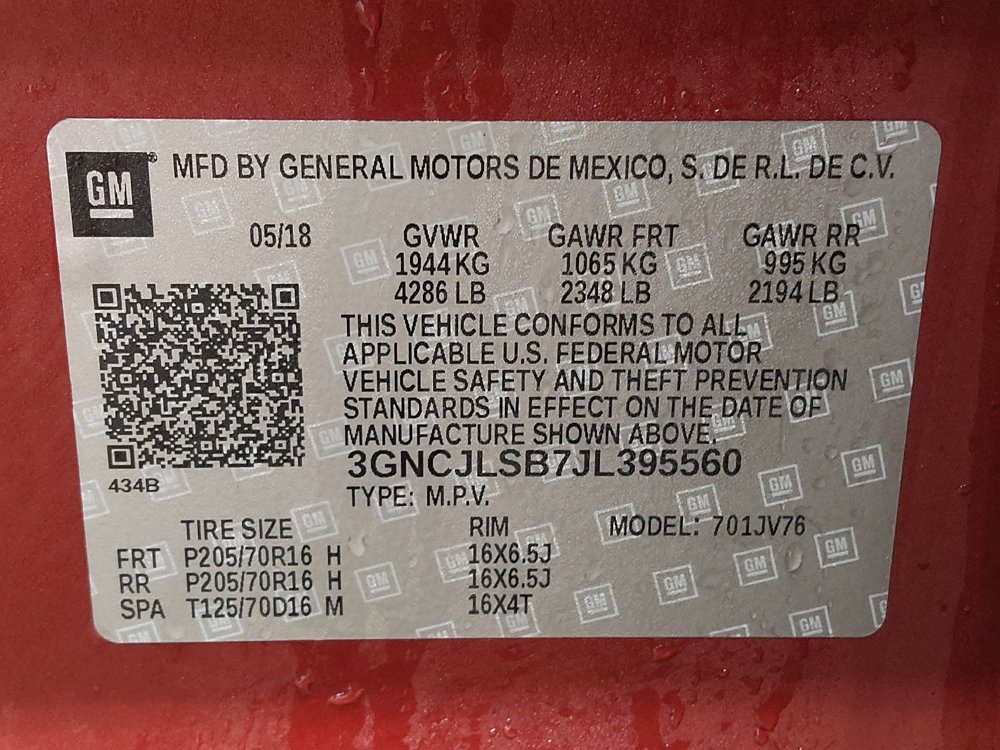 GM
MFD BY GENERAL MOTORS DE MEXICO, S. DE R.L. DE C.V.
05/18 GVWR GAWR FRT GAWR RR
1944 KG 1065 KG 995 KG
4286 LB 2348 LB 2194 LB
THIS VEHICLE CONFORMS TO ALL
APPLICABLE U.S. FEDERAL MOTOR
VEHICLE SAFETY AND THEFT PREVENTION
STANDARDS IN EFFECT ON THE DATE OF
MANUFACTURE SHOWN ABOVE.
3GNCJLSB7JL395560
434B
TYPE: M.P.V.
TIRE SIZE RIM MODEL: 701JV76
FRT P205/70R16 H 16X6.5J
RR P205/70R16 H 16X6.5J
SPA T125/70D16 M 16X4T